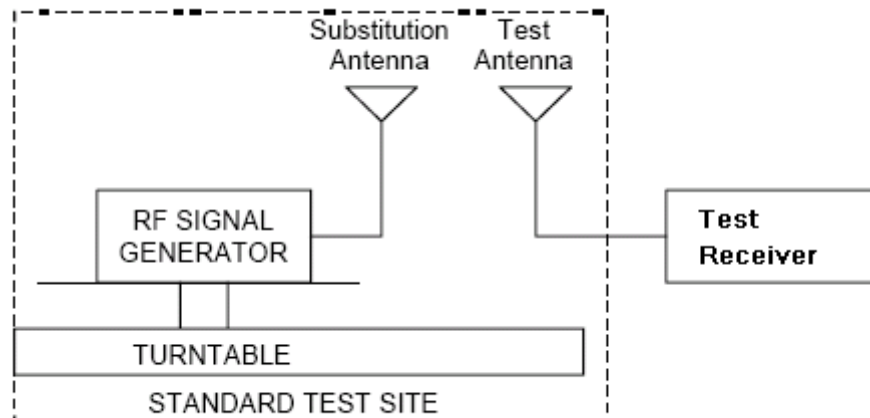 Substitution
Antenna
Test
Antenna
RF SIGNAL
GENERATOR
Test
Receiver
TURNTABLE
STANDARD TEST SITE